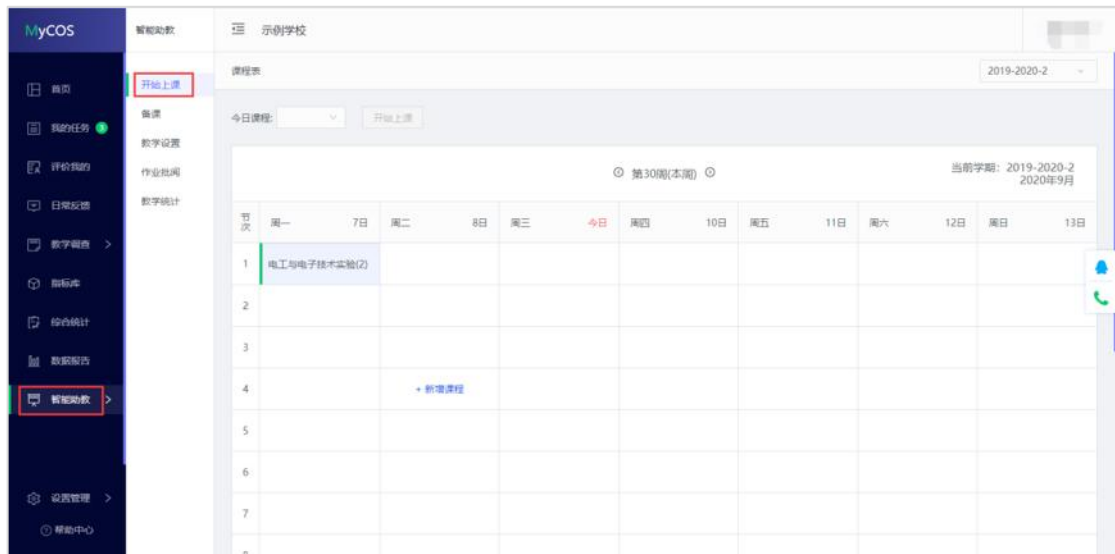 MyCOS
首页
我的任务 3
评价我的
日常反馈
教学调查
指标库
综合统计
数据报告
智能助教
设置管理
帮助中心
智能助教
开始上课
备课
教学设置
作业批阅
教学统计
示例学校
课程表
2019-2020-2
今日课程:
开始上课
第30周(本周)
当前学期: 2019-2020-2
2020年9月
节次 周一 7日 周二 8日 周三 今日 周四 10日 周五 11日 周六 12日 周日 13日
1 电工与电子技术实验(2)
2
3
4 + 新增课程
5
6
7